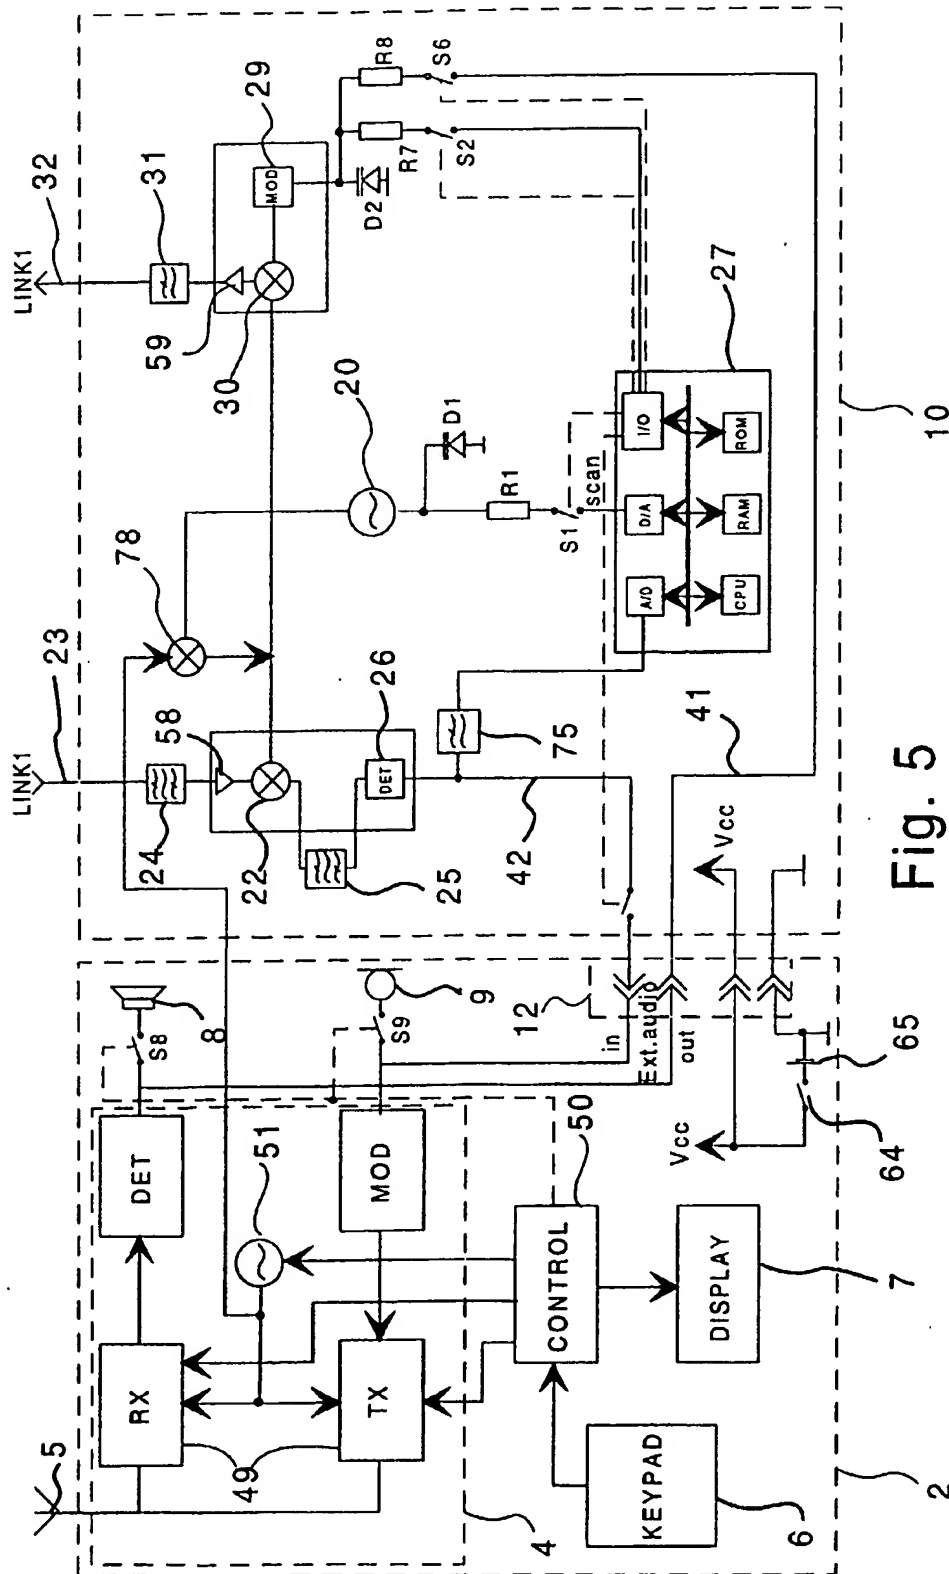 5
RX
DET
S8
8
49
51
TX
MOD
S9
9
4
CONTROL
50
KEYPAD
6
DISPLAY
7
2
12
in
Ext.audio
out
Vcc
64
65
LINK1
23
24
58
22
25
26
DET
42
75
78
20
D1
R1
S1
scan
A/D
D/A
I/O
CPU
RAM
ROM
27
41
Vcc
LINK1
32
31
59
30
29
MOD
D2
R7
R8
S2
S6
10
Fig. 5